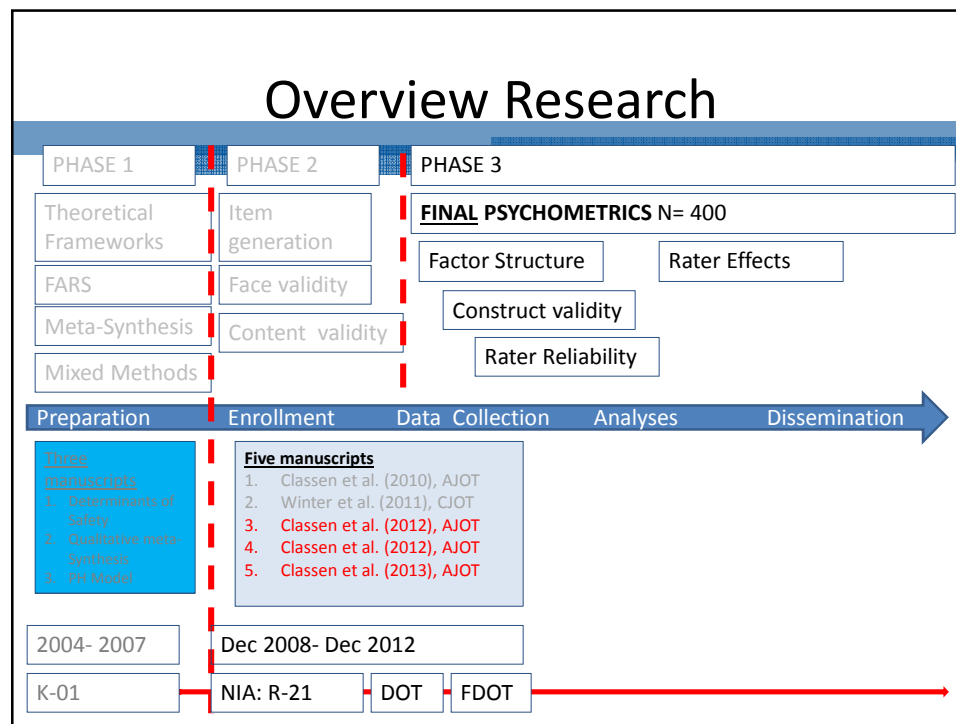 Overview Research
PHASE 1
PHASE 2
PHASE 3
Theoretical
Frameworks
FARS
Meta-Synthesis
Mixed Methods
Item
generation
Face validity
Content validity
FINAL PSYCHOMETRICS N= 400
Factor Structure
Rater Effects
Construct validity
Rater Reliability
Preparation Enrollment Data Collection Analyses Dissemination
Three
manuscripts
1. Determinants of
Safety
2. Qualitative meta-
Synthesis
3. PH Model
Five manuscripts
1. Classen et al. (2010), AJOT
2. Winter et al. (2011), CJOT
3. Classen et al. (2012), AJOT
4. Classen et al. (2012), AJOT
5. Classen et al. (2013), AJOT
2004- 2007
Dec 2008- Dec 2012
K-01
NIA: R-21
DOT
FDOT